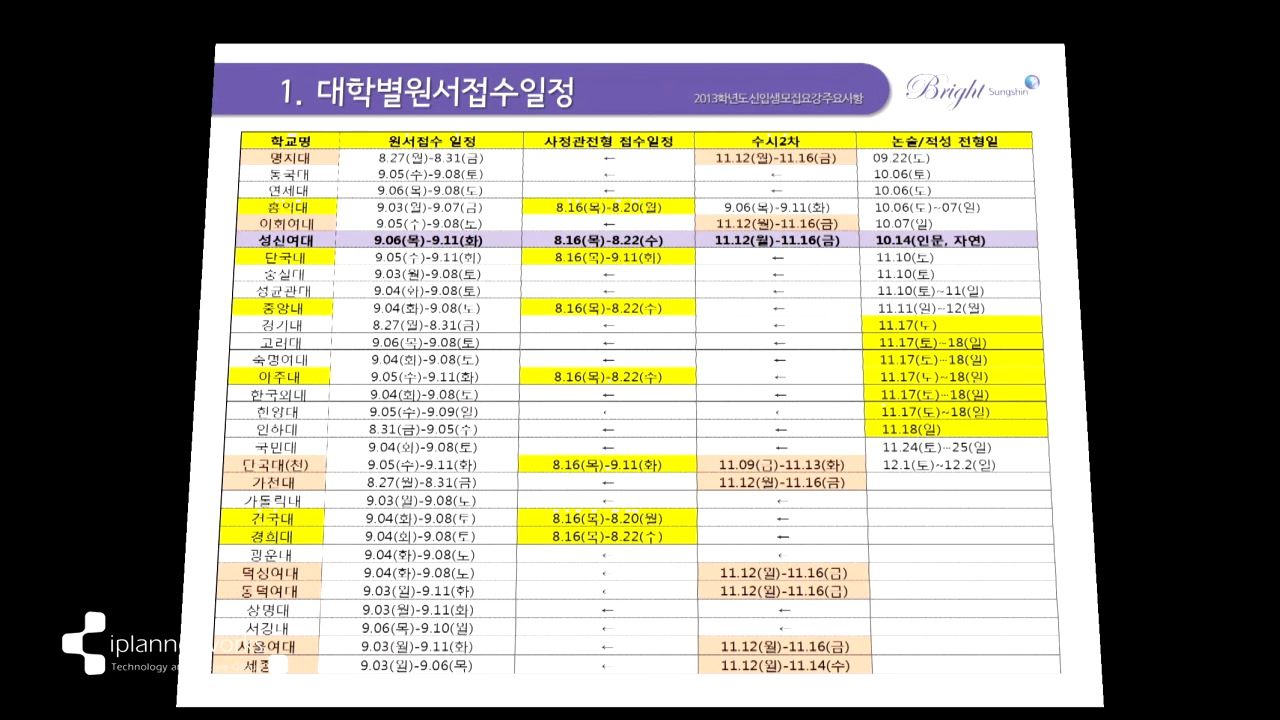 1. 대학별원서접수일정
2013학년도신입생모집요강주요사항
Bright Sungshin
학교명 원서접수 일정 사정관전형 접수일정 수시2차 논술/적성 전형일
명지대 8.27(월)-8.31(금) ← 11.12(월)-11.16(금) 09.22(토)
동국대 9.05(수)-9.08(토) ← ← 10.06(토)
연세대 9.06(목)-9.08(토) ← ← 10.06(토)
홍익대 9.03(월)-9.07(금) 8.16(목)-8.20(월) 9.06(목)-9.11(화) 10.06(토)~07(일)
이화여대 9.05(수)-9.08(토) ← 11.12(월)-11.16(금) 10.07(일)
성신여대 9.06(목)-9.11(화) 8.16(목)-8.22(수) 11.12(월)-11.16(금) 10.14(인문, 자연)
단국대 9.05(수)-9.11(화) 8.16(목)-9.11(화) ← 11.10(토)
숭실대 9.03(월)-9.08(토) ← ← 11.10(토)
성균관대 9.04(화)-9.08(토) ← ← 11.10(토)~11(일)
중앙대 9.04(화)-9.08(토) 8.16(목)-8.22(수) ← 11.11(일)~12(월)
경기대 8.27(월)-8.31(금) ← ← 11.17(토)
고려대 9.06(목)-9.08(토) ← ← 11.17(토)~18(일)
숙명여대 9.04(화)-9.08(토) ← ← 11.17(토)~18(일)
아주대 9.05(수)-9.11(화) 8.16(목)-8.22(수) ← 11.17(토)~18(일)
한국외대 9.04(화)-9.08(토) ← ← 11.17(토)~18(일)
한양대 9.05(수)-9.09(일) ← ← 11.17(토)~18(일)
인하대 8.31(금)-9.05(수) ← ← 11.18(일)
국민대 9.04(화)-9.08(토) ← ← 11.24(토)~25(일)
단국대(천) 9.05(수)-9.11(화) 8.16(목)-9.11(화) 11.09(금)-11.13(화) 12.1(토)~12.2(일)
가천대 8.27(월)-8.31(금) ← 11.12(월)-11.16(금)
가톨릭대 9.03(월)-9.08(토) ← ←
건국대 9.04(화)-9.08(토) 8.16(목)-8.20(월) ←
경희대 9.04(화)-9.08(토) 8.16(목)-8.22(수) ←
광운대 9.04(화)-9.08(토) ← ←
덕성여대 9.04(화)-9.08(토) ← 11.12(월)-11.16(금)
동덕여대 9.03(월)-9.11(화) ← 11.12(월)-11.16(금)
상명대 9.03(월)-9.11(화) ← ←
서강대 9.06(목)-9.10(월) ← ←
서울여대 9.03(월)-9.11(화) ← 11.12(월)-11.16(금)
세종 9.03(월)-9.06(목) ← 11.12(월)-11.14(수)
iplannetwork
Technology